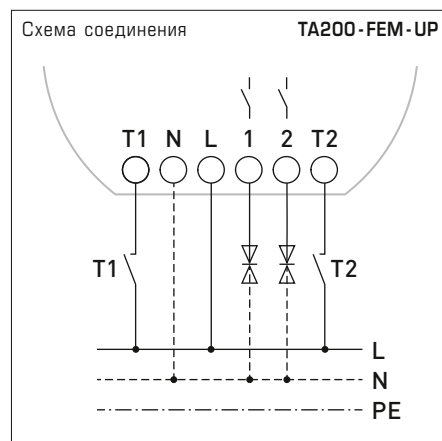 Схема соединения TA200-FEM-UP
T1 N L 1 2 T2
T1 T2
L
N
PE